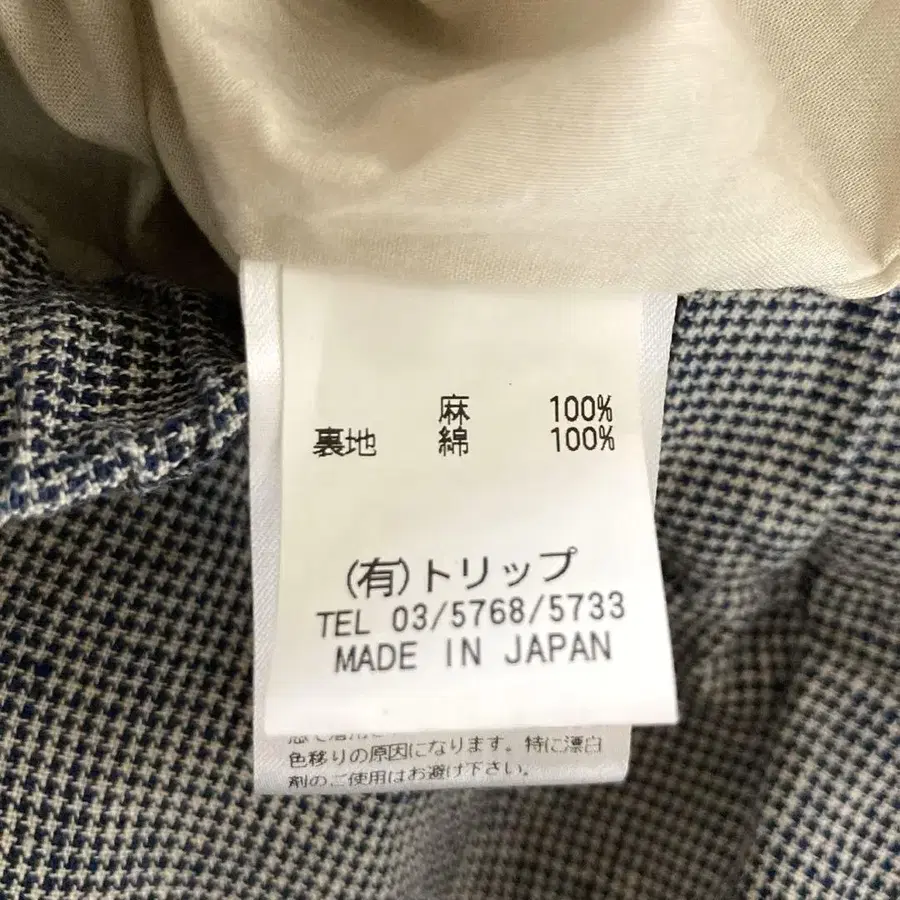 麻 100%
裏地 綿 100%
(有)トリップ
TEL 03/5768/5733
MADE IN JAPAN
色移りの原因になります。特に漂白
剤のご使用はお避け下さい。